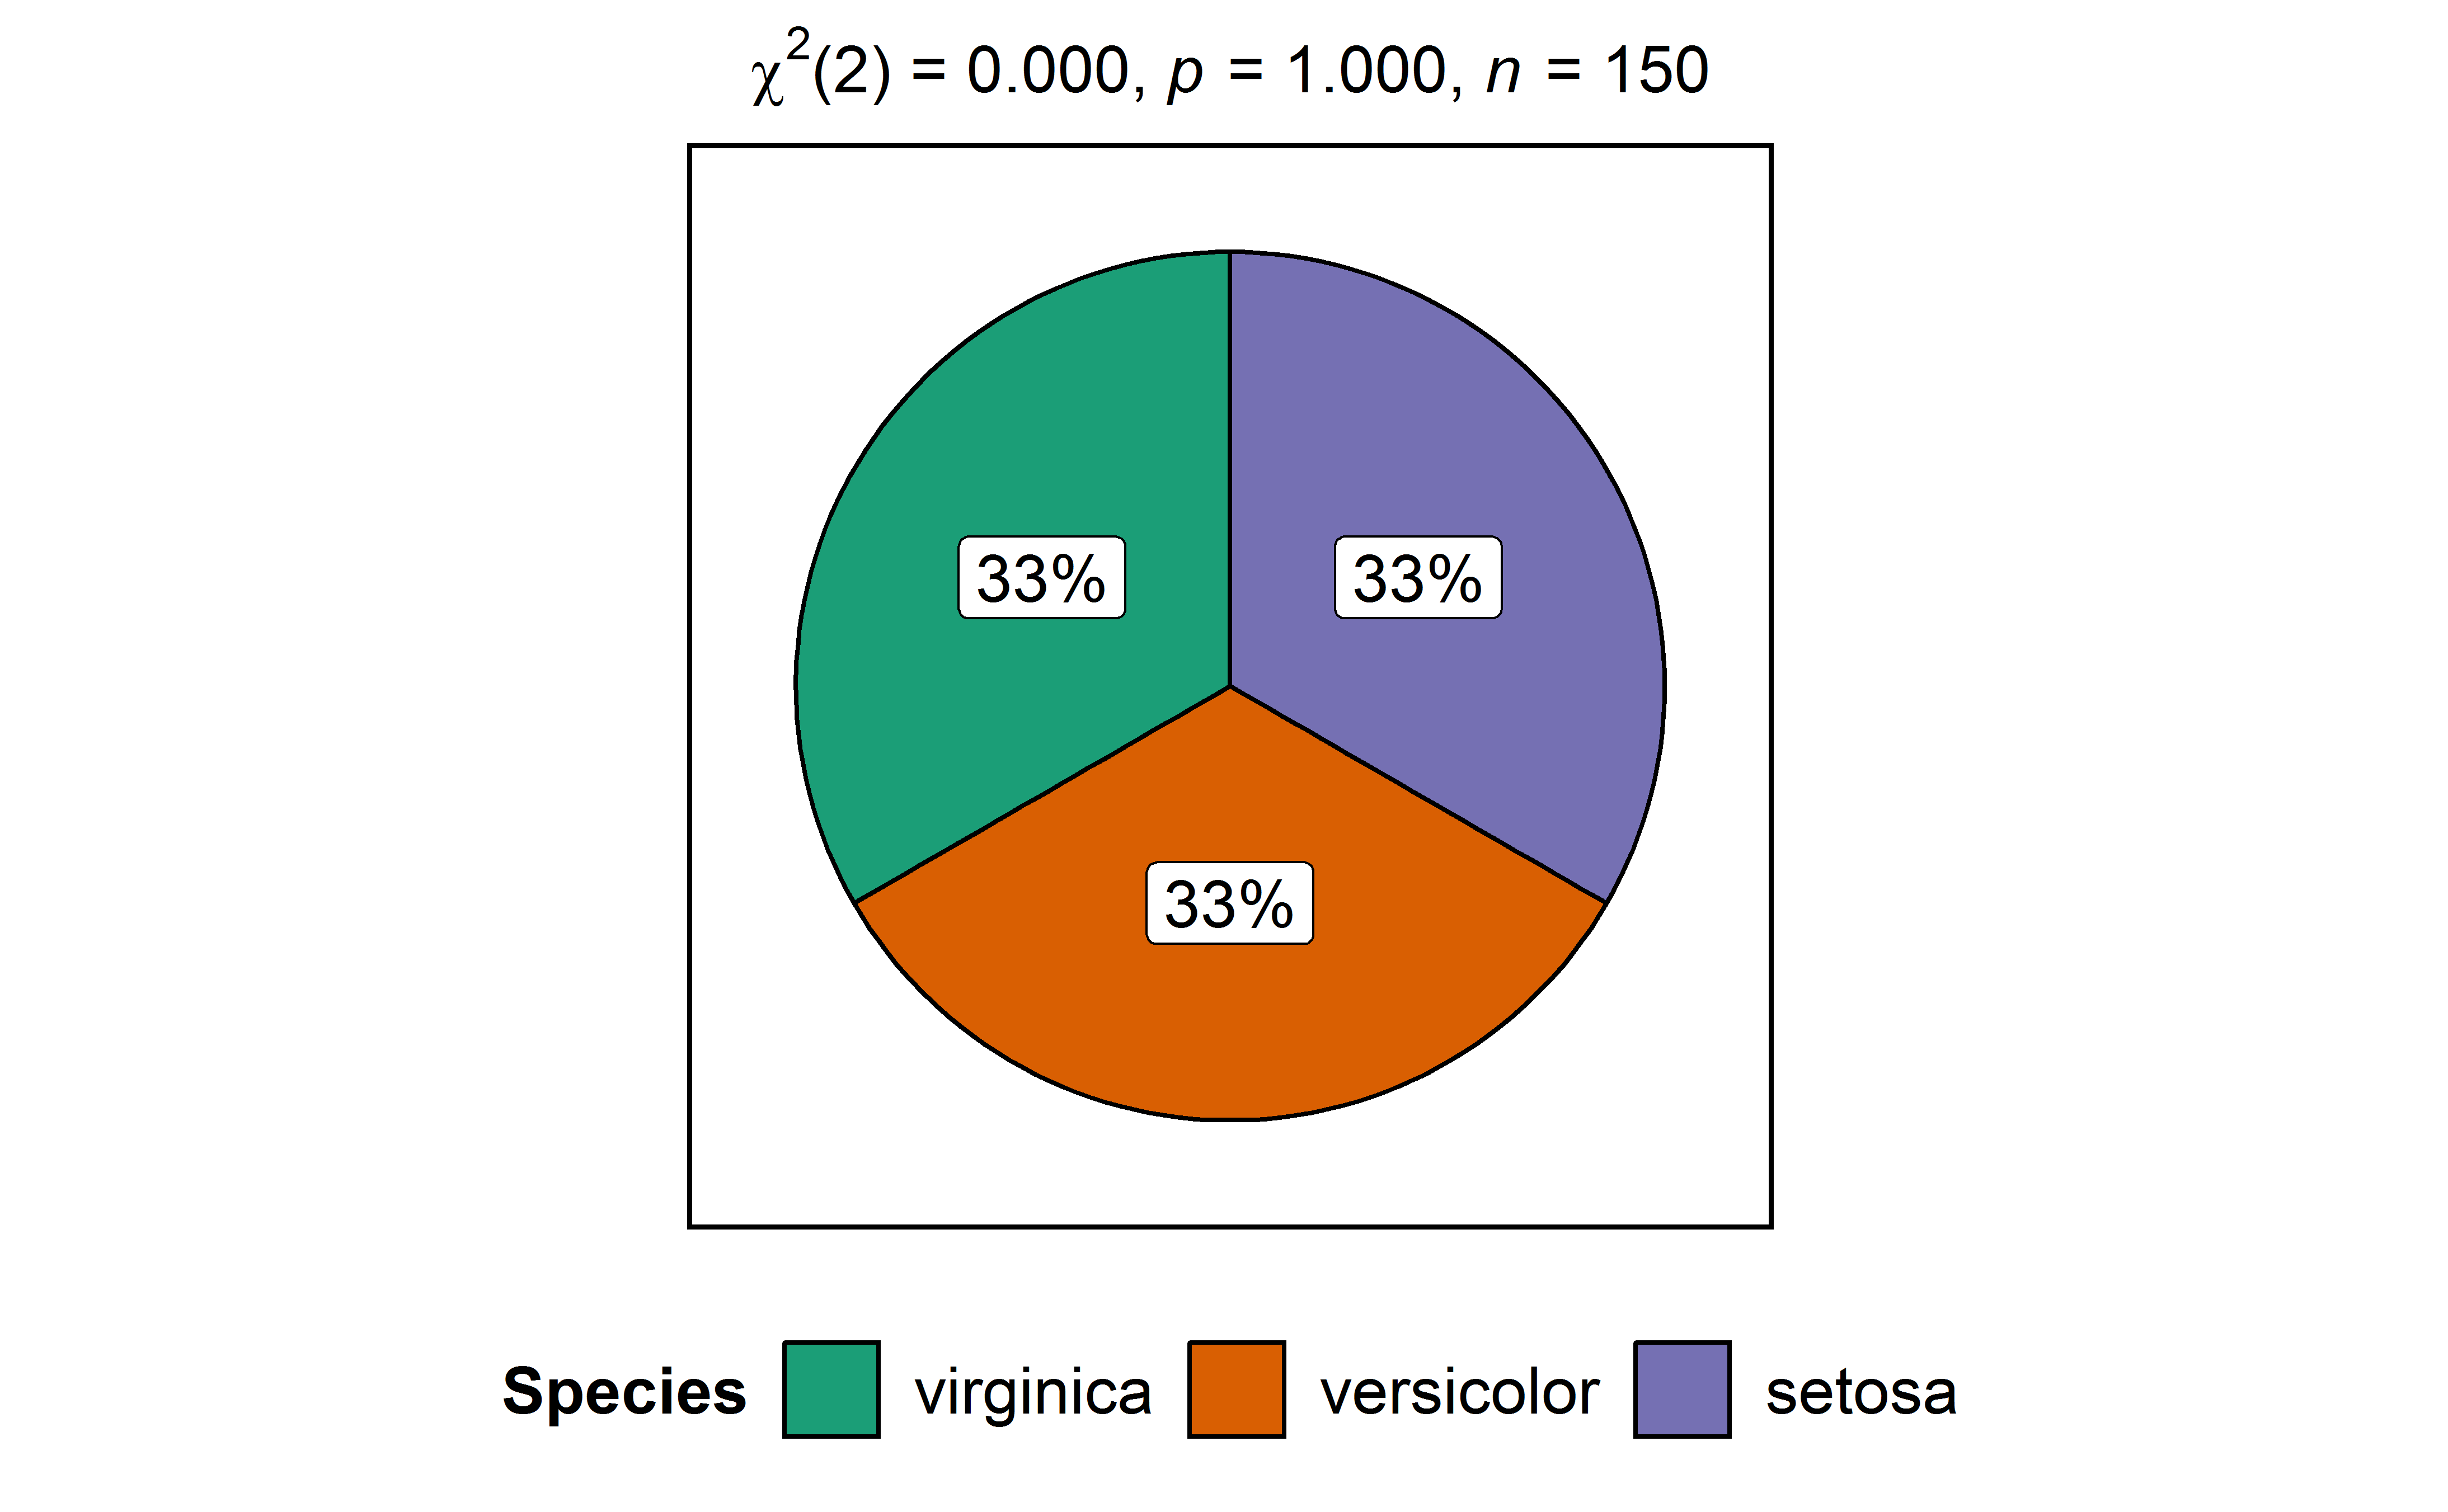 χ²(2) = 0.000, p = 1.000, n = 150
33% 33%
33%
Species virginica versicolor setosa